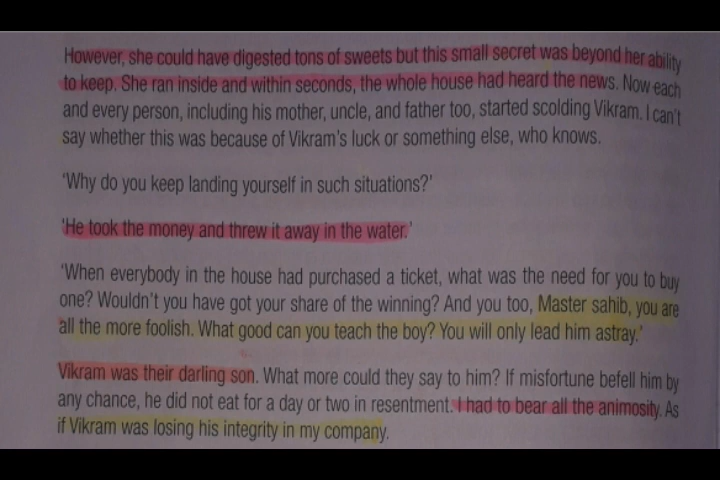 However, she could have digested tons of sweets but this small secret was beyond her ability
to keep. She ran inside and within seconds, the whole house had heard the news. Now each
and every person, including his mother, uncle, and father too, started scolding Vikram. I can't
say whether this was because of Vikram's luck or something else, who knows.
'Why do you keep landing yourself in such situations?'
'He took the money and threw it away in the water.'
'When everybody in the house had purchased a ticket, what was the need for you to buy
one? Wouldn't you have got your share of the winning? And you too, Master sahib, you are
all the more foolish. What good can you teach the boy? You will only lead him astray.'
Vikram was their darling son. What more could they say to him? If misfortune befell him by
any chance, he did not eat for a day or two in resentment. I had to bear all the animosity. As
if Vikram was losing his integrity in my company.